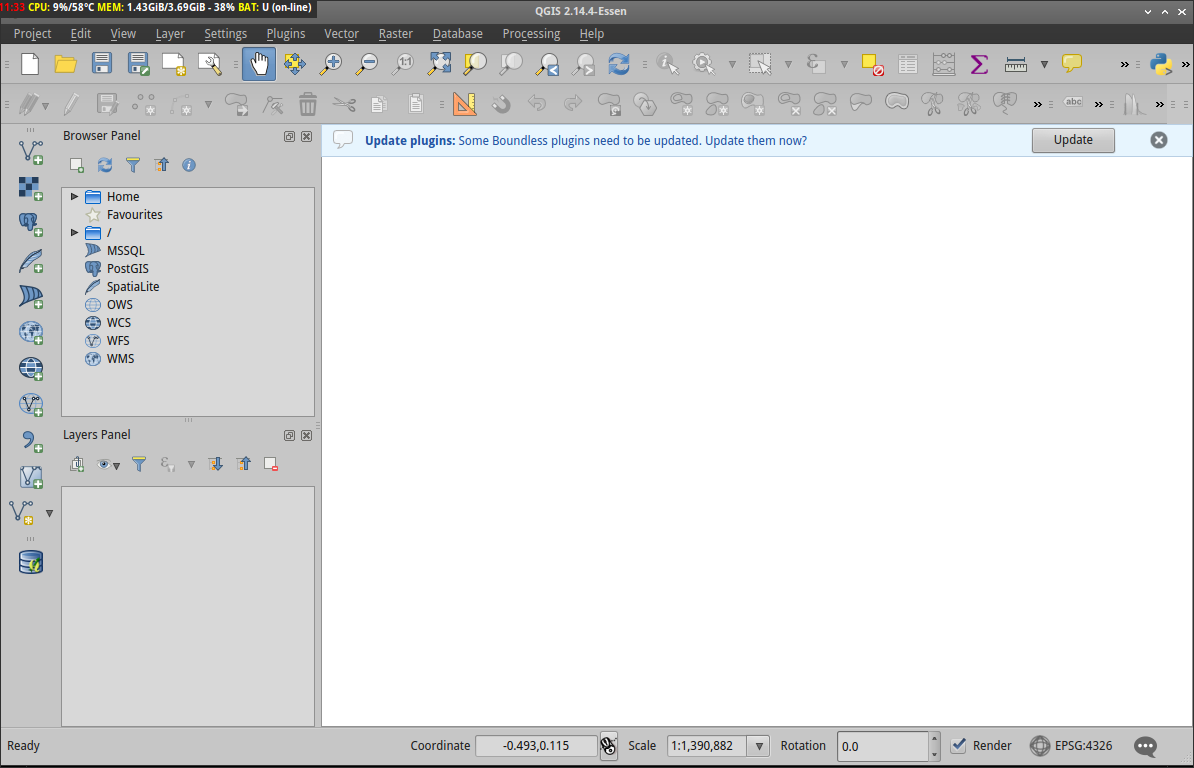 11:33 CPU: 9%/58°C MEM: 1.43GiB/3.69GiB - 38% BAT: U (on-line)
QGIS 2.14.4-Essen
Project Edit View Layer Settings Plugins Vector Raster Database Processing Help
1:1
abc
Browser Panel
Update plugins: Some Boundless plugins need to be updated. Update them now?
Update
Home
Favourites
/
MSSQL
PostGIS
SpatiaLite
OWS
WCS
WFS
WMS
Layers Panel
Ready
Coordinate -0.493,0.115 Scale 1:1,390,882 Rotation 0.0 Render EPSG:4326